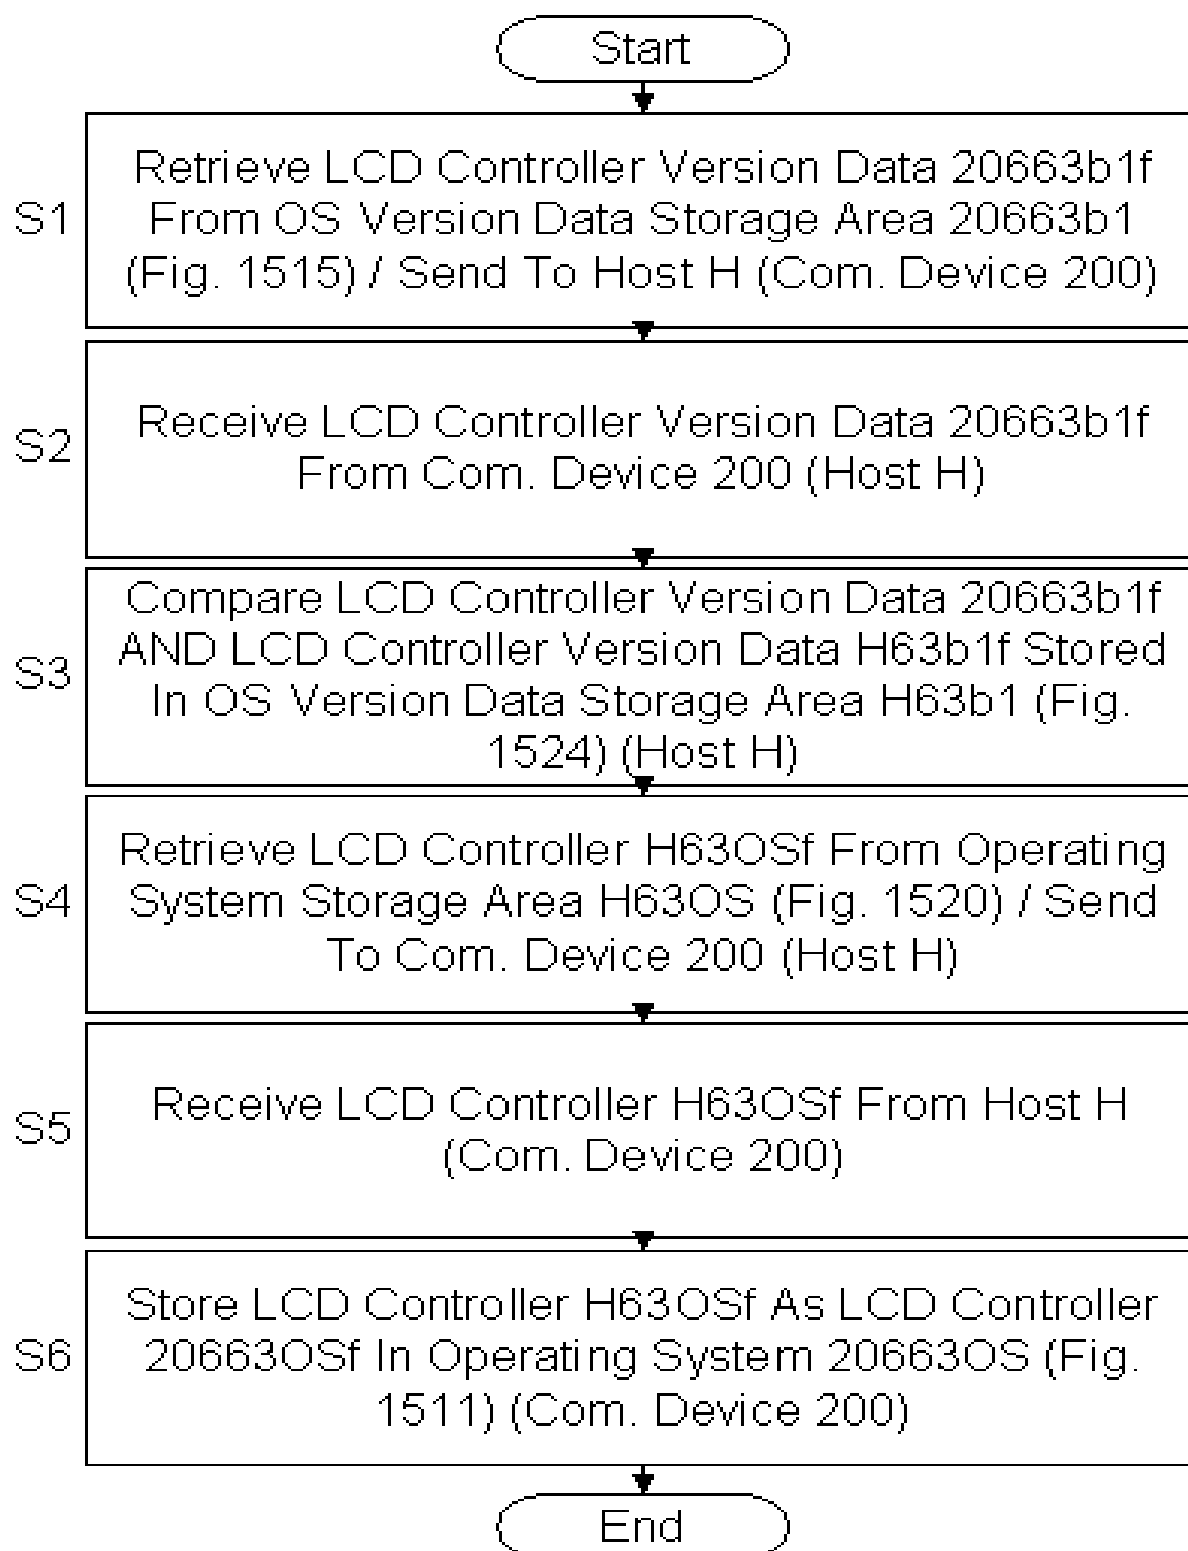 Start
S1
Retrieve LCD Controller Version Data 20663b1f
From OS Version Data Storage Area 20663b1
(Fig. 1515) / Send To Host H (Com. Device 200)
S2
Receive LCD Controller Version Data 20663b1f
From Com. Device 200 (Host H)
S3
Compare LCD Controller Version Data 20663b1f
AND LCD Controller Version Data H63b1f Stored
In OS Version Data Storage Area H63b1 (Fig.
1524) (Host H)
S4
Retrieve LCD Controller H63OSf From Operating
System Storage Area H63OS (Fig. 1520) / Send
To Com. Device 200 (Host H)
S5
Receive LCD Controller H63OSf From Host H
(Com. Device 200)
S6
Store LCD Controller H63OSf As LCD Controller
20663OSf In Operating System 20663OS (Fig.
1511) (Com. Device 200)
End